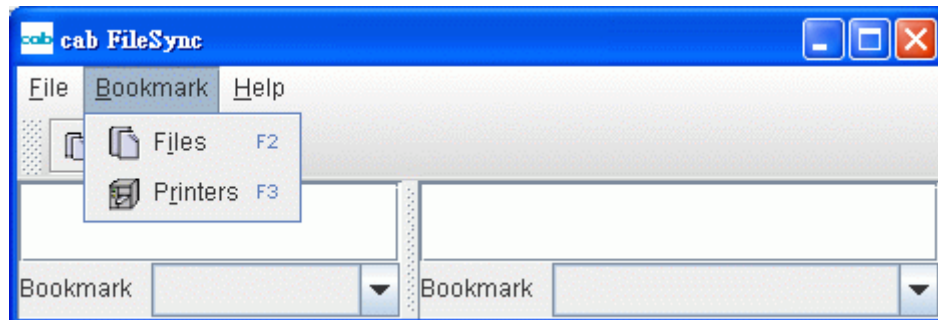 cab cab FileSync
File Bookmark Help
Files F2
Printers F3
Bookmark Bookmark